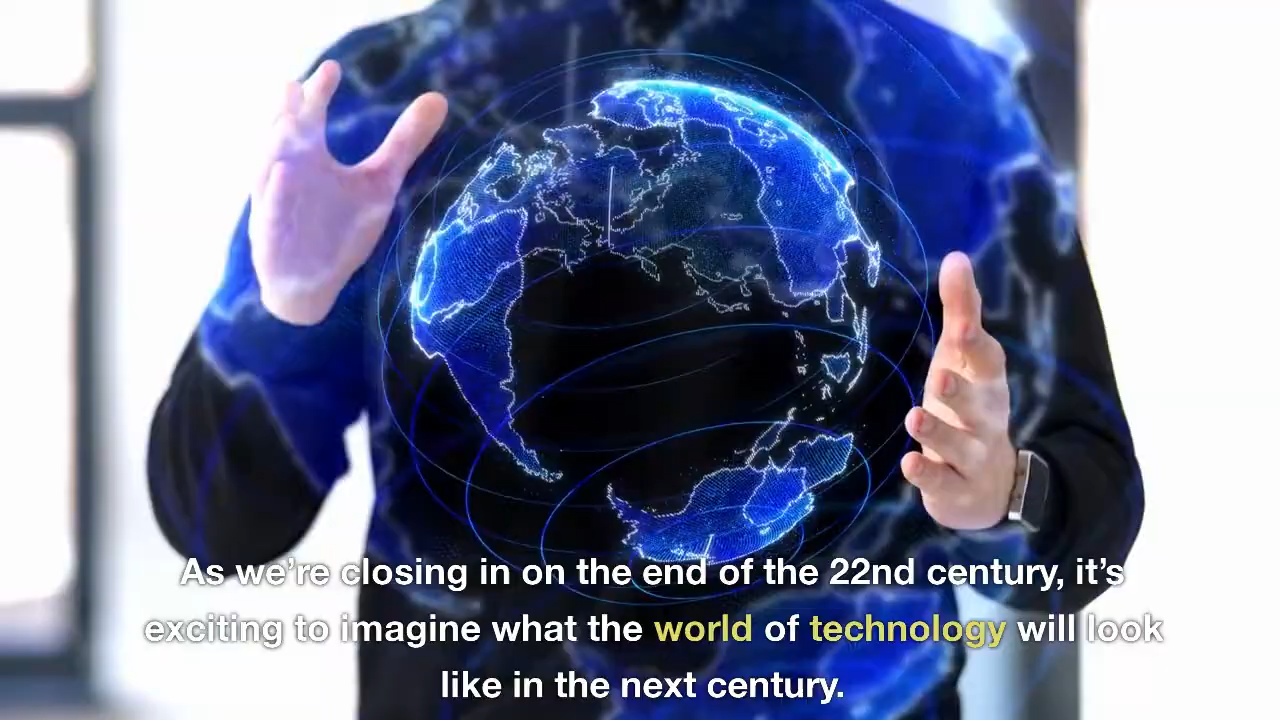 As we're closing in on the end of the 22nd century, it's
exciting to imagine what the world of technology will look
like in the next century.